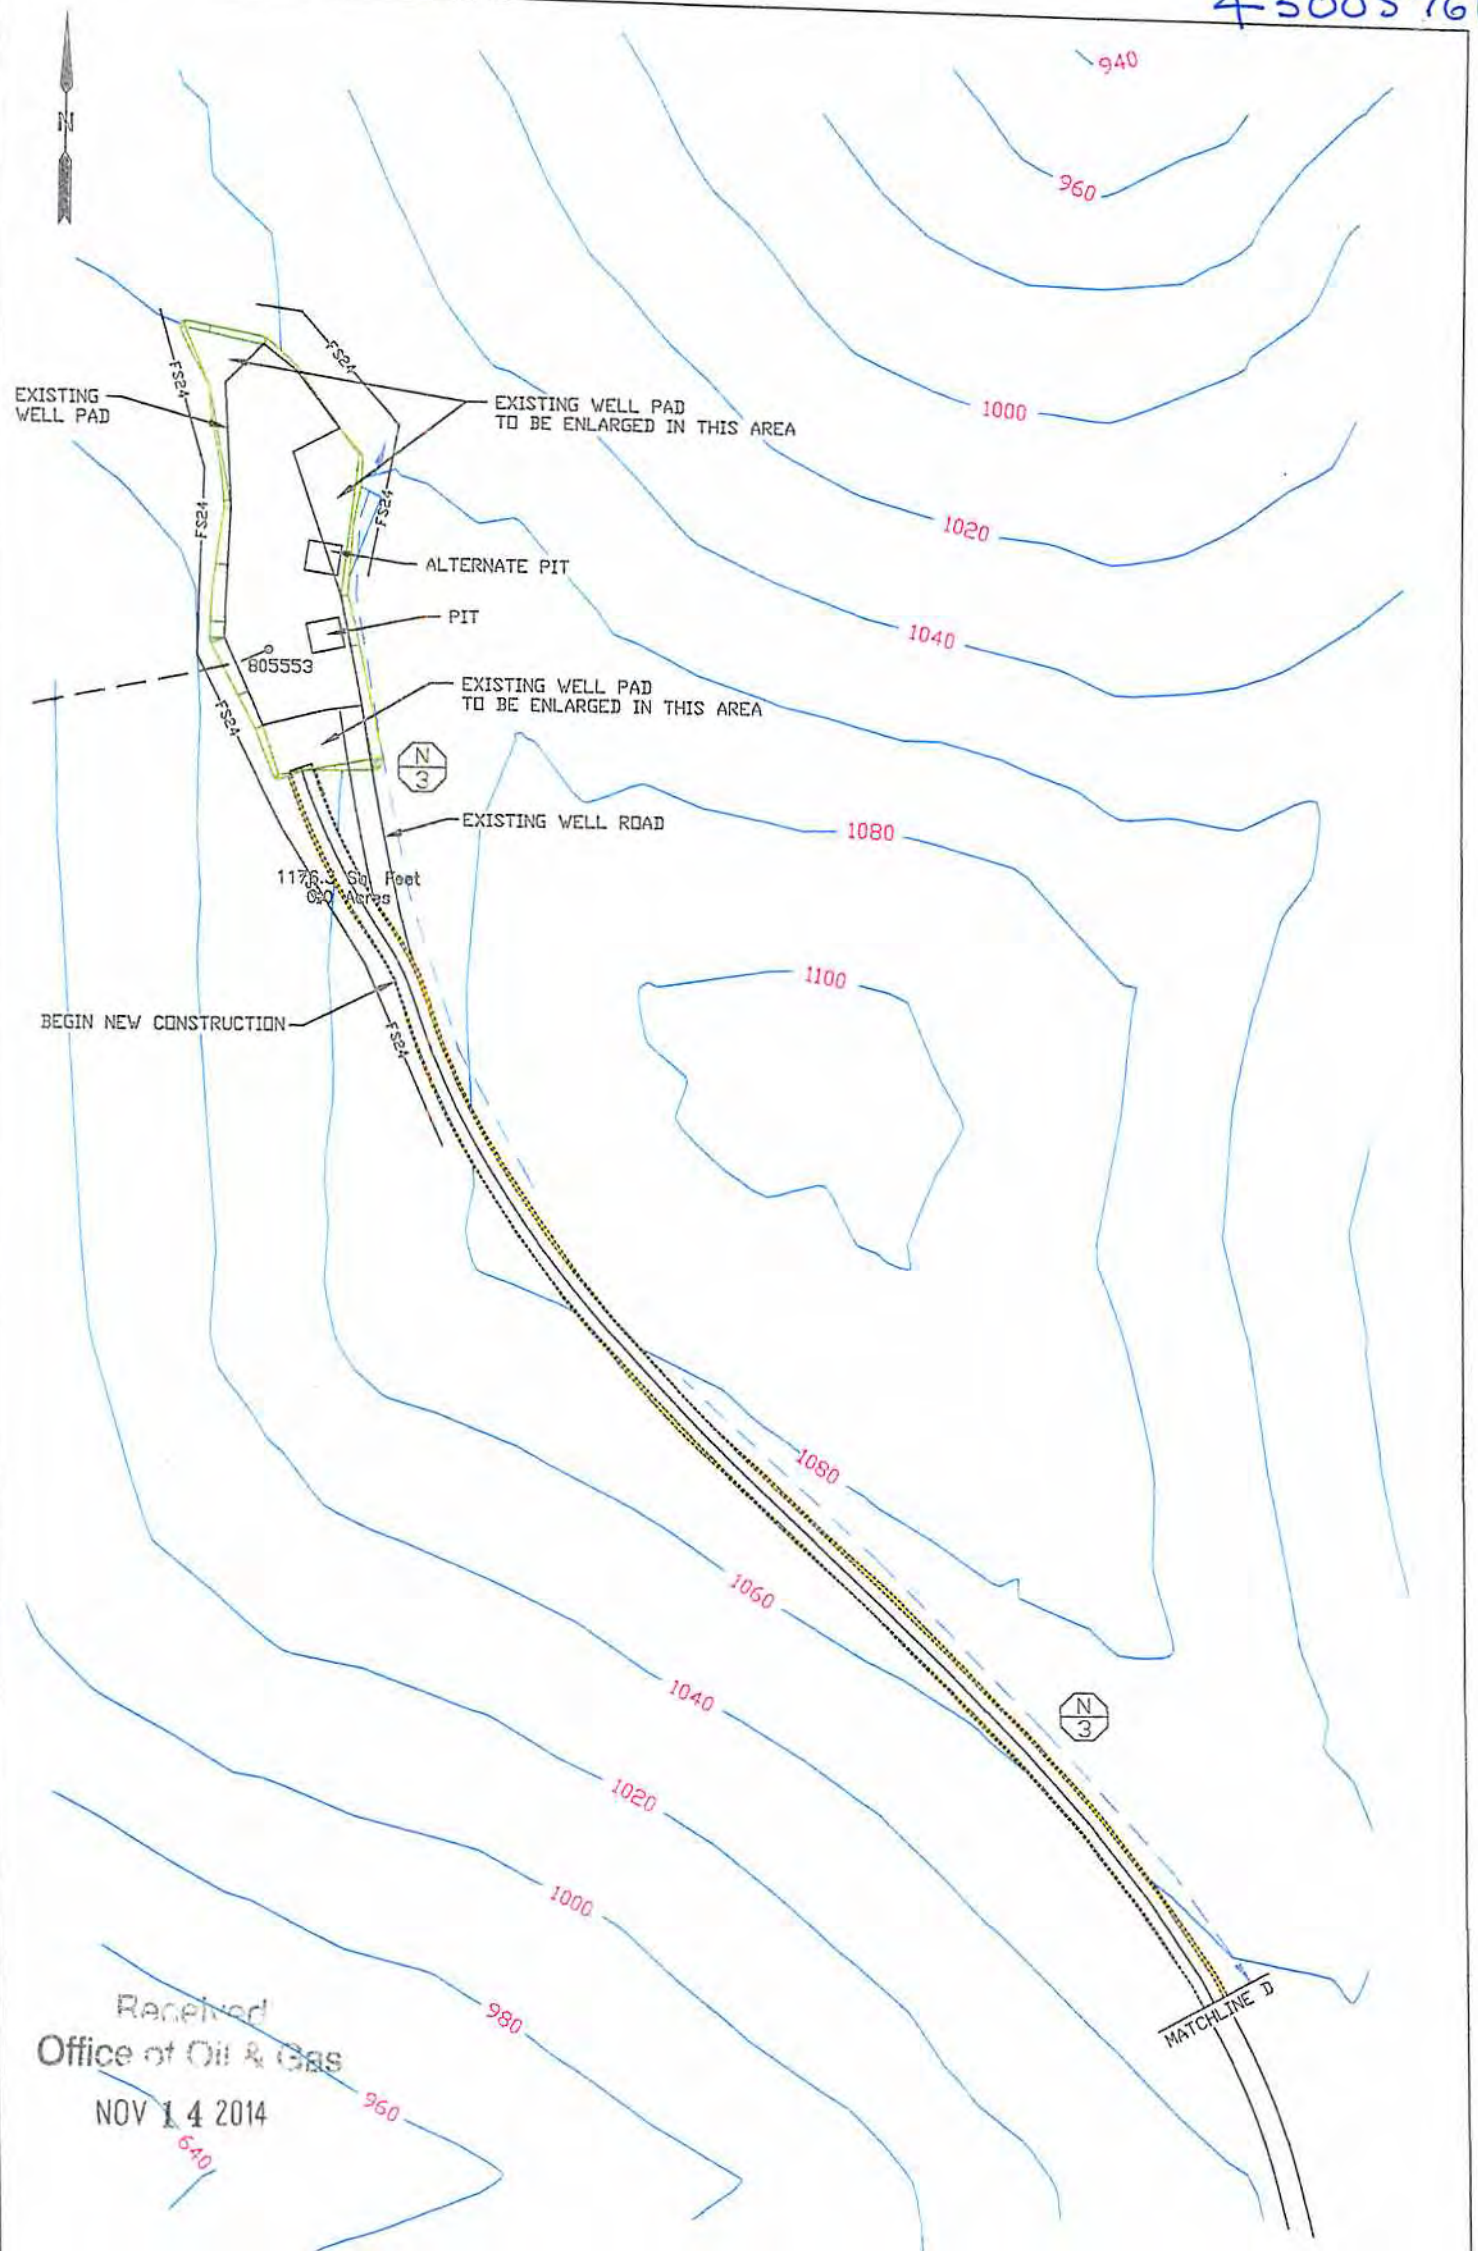 N
940
960
FS24
FS24
EXISTING
WELL PAD
EXISTING WELL PAD
TO BE ENLARGED IN THIS AREA
1000
FS24
FS24
1020
ALTERNATE PIT
PIT
1040
805553
EXISTING WELL PAD
TO BE ENLARGED IN THIS AREA
FS24
N
3
EXISTING WELL ROAD
1080
Sq. Feet
Acres
1100
BEGIN NEW CONSTRUCTION
FS24
1080
1060
1040
N
3
1020
1000
MATCHLINE D
980
Received
Office of Oil & Gas
960
NOV 14 2014
640